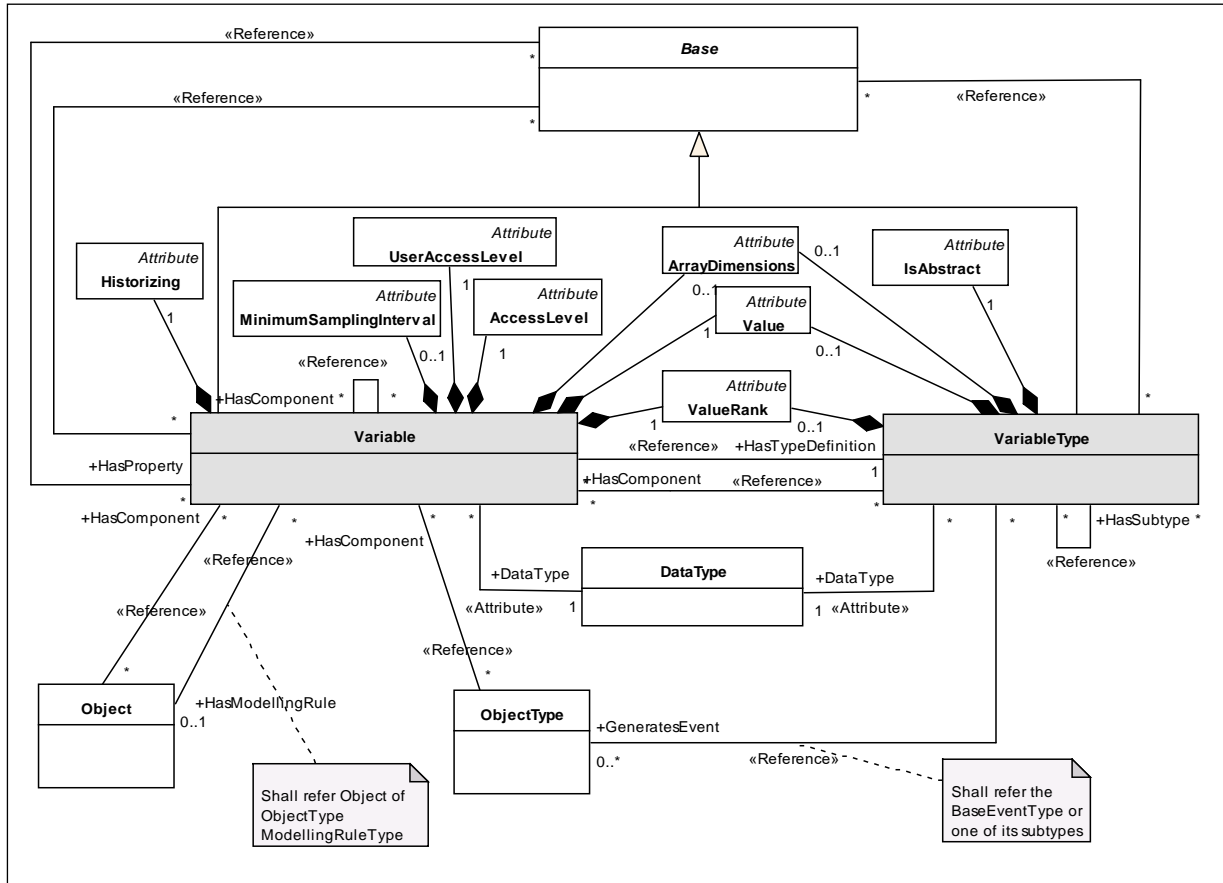 «Reference»
Base
*
«Reference»
*
* «Reference» *
Attribute
Historizing
1
Attribute
UserAccessLevel
1
Attribute
MinimumSamplingInterval
0..1
Attribute
AccessLevel
1
Attribute
ArrayDimensions
0..1
0..1
Attribute
Value
1
0..1
Attribute
IsAbstract
1
«Reference»
+HasComponent * *
Attribute
ValueRank
1
0..1
*
*
Variable
VariableType
«Reference» +HasTypeDefinition
1
+HasProperty
*
*
+HasComponent
«Reference»
*
*
+HasComponent
*
*
+HasComponent
*
*
*
*
*
*
+HasSubtype *
«Reference»
«Reference»
«Reference»
+DataType
1
«Attribute»
DataType
+DataType
1 «Attribute»
«Reference»
*
*
Object
+HasModellingRule
0..1
ObjectType
+GeneratesEvent
0..*
«Reference»
Shall refer Object of
ObjectType
ModellingRuleType
Shall refer the
BaseEventType or
one of its subtypes